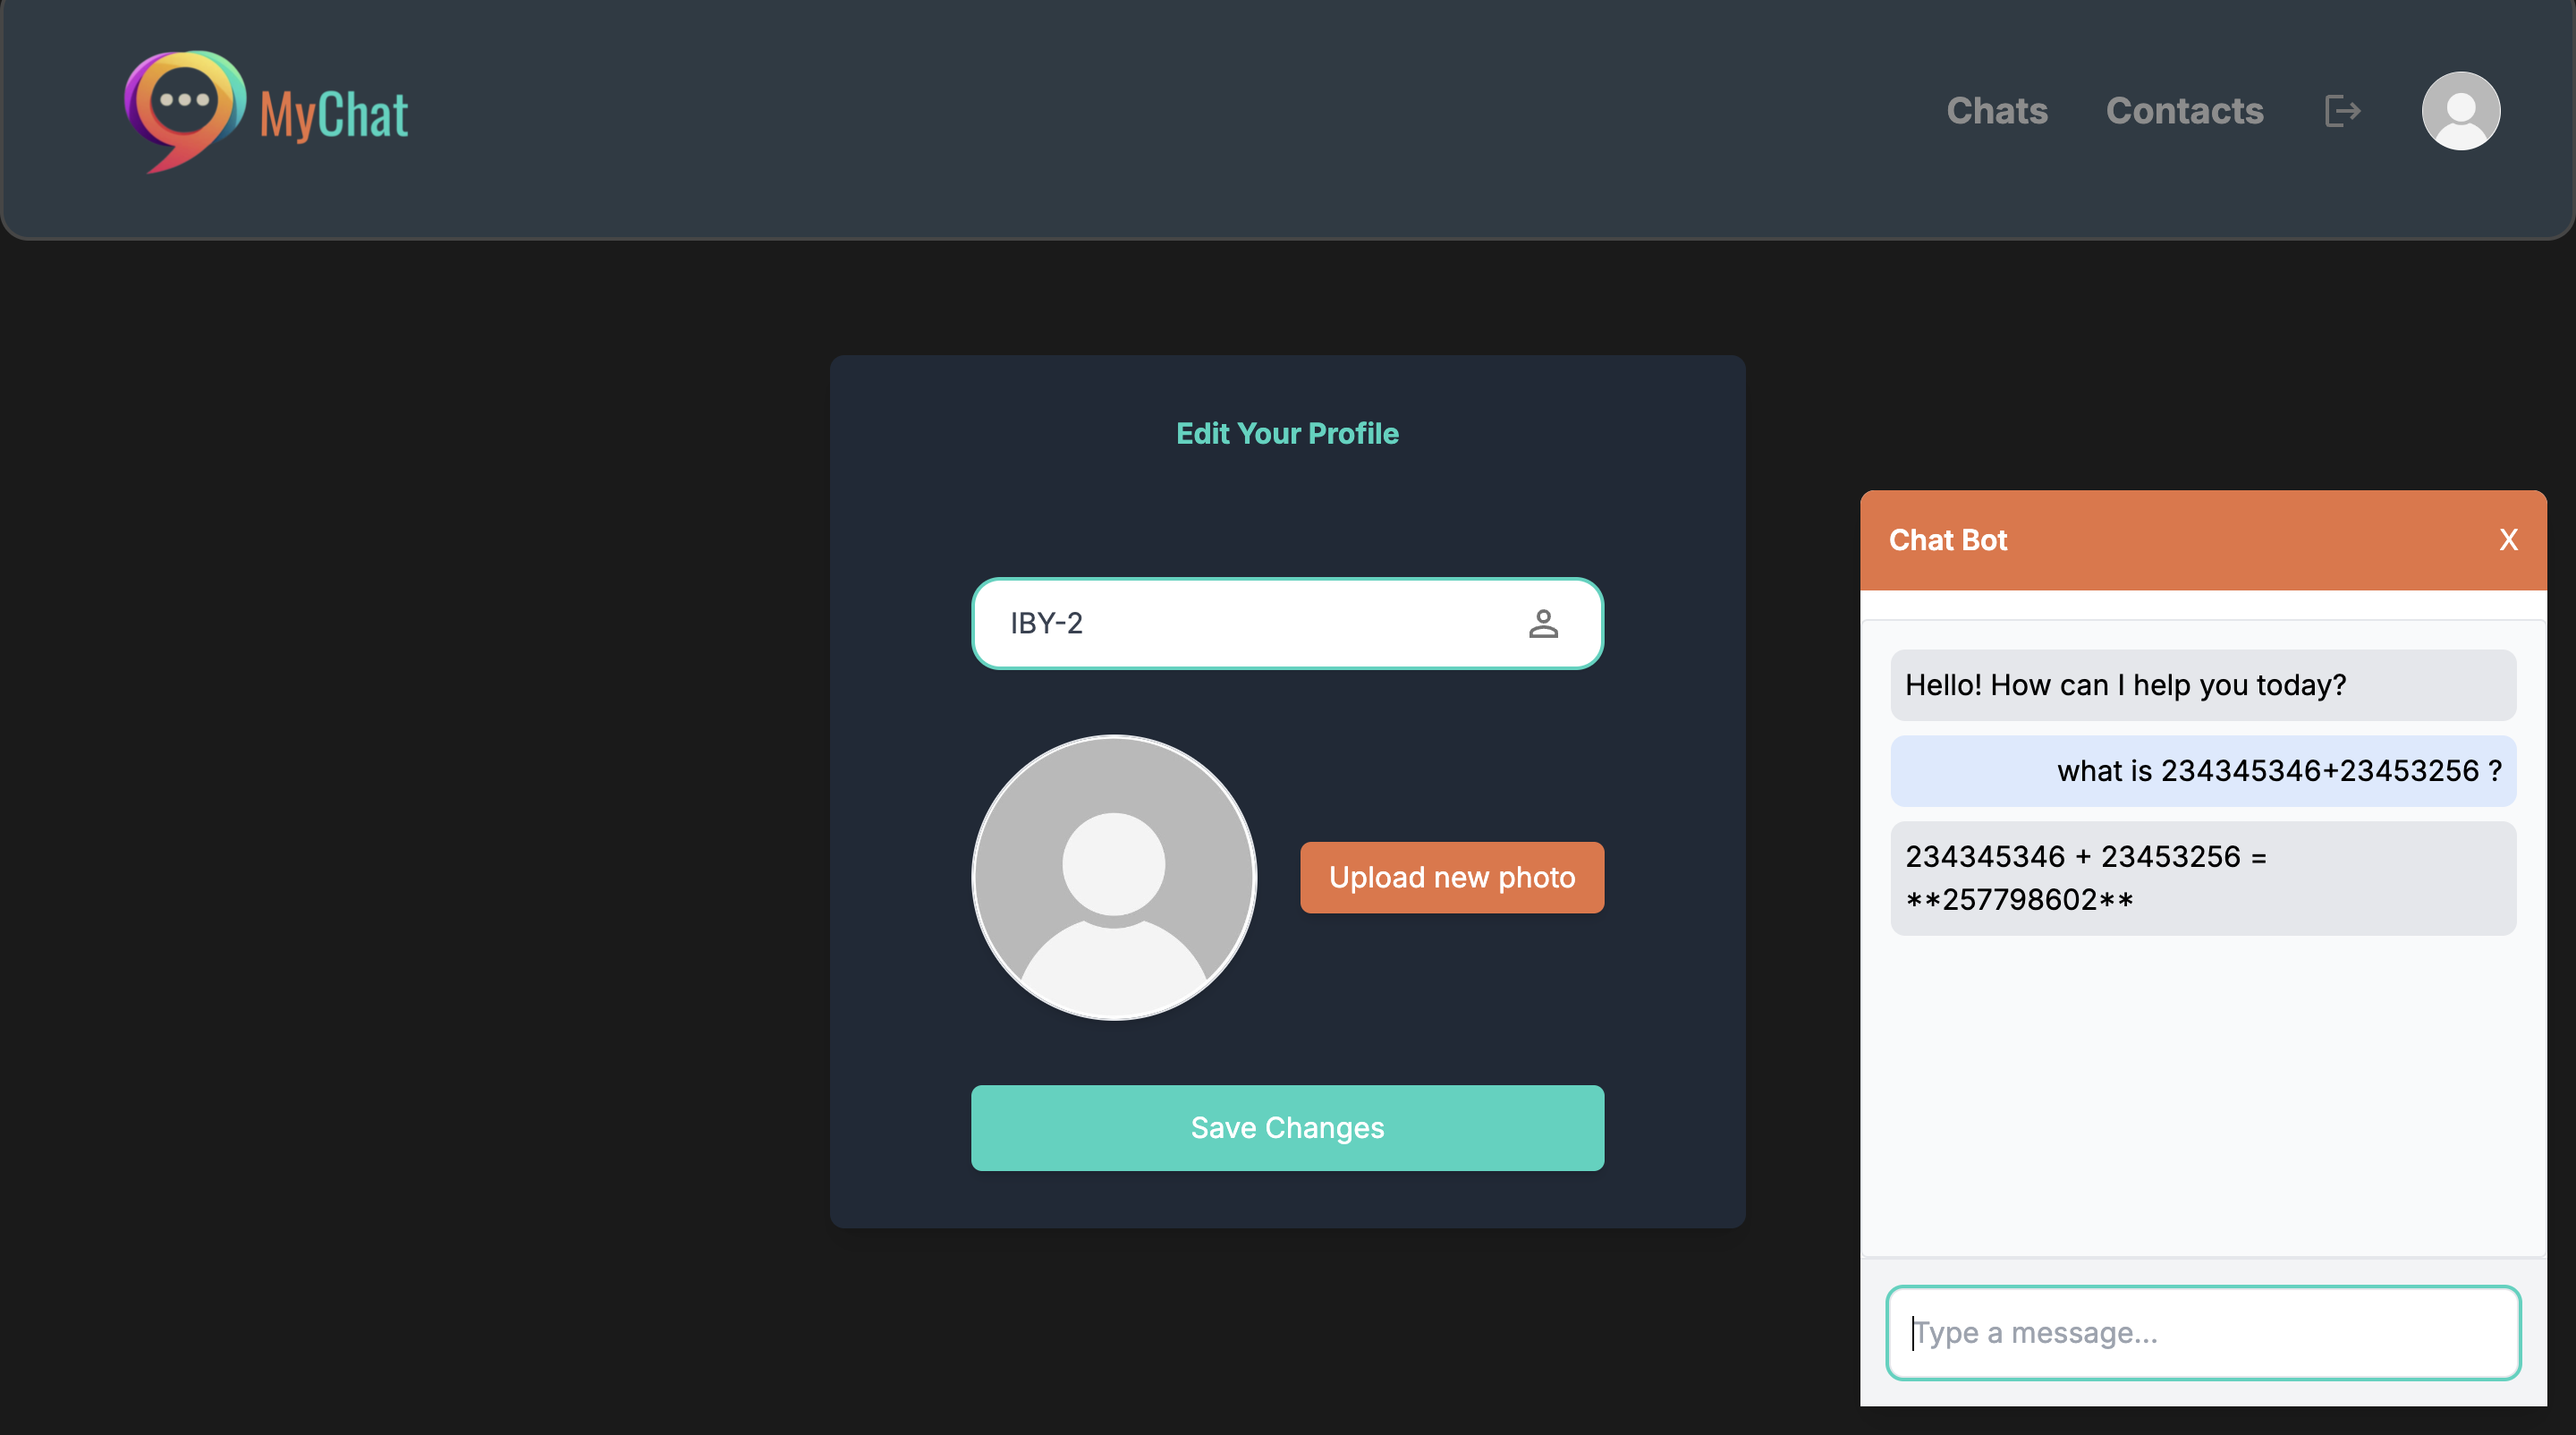 MyChat
Chats
Contacts
Edit Your Profile
IBY-2
Upload new photo
Save Changes
Chat Bot
X
Hello! How can I help you today?
what is 234345346+23453256 ?
234345346 + 23453256 =
**257798602**
Type a message...